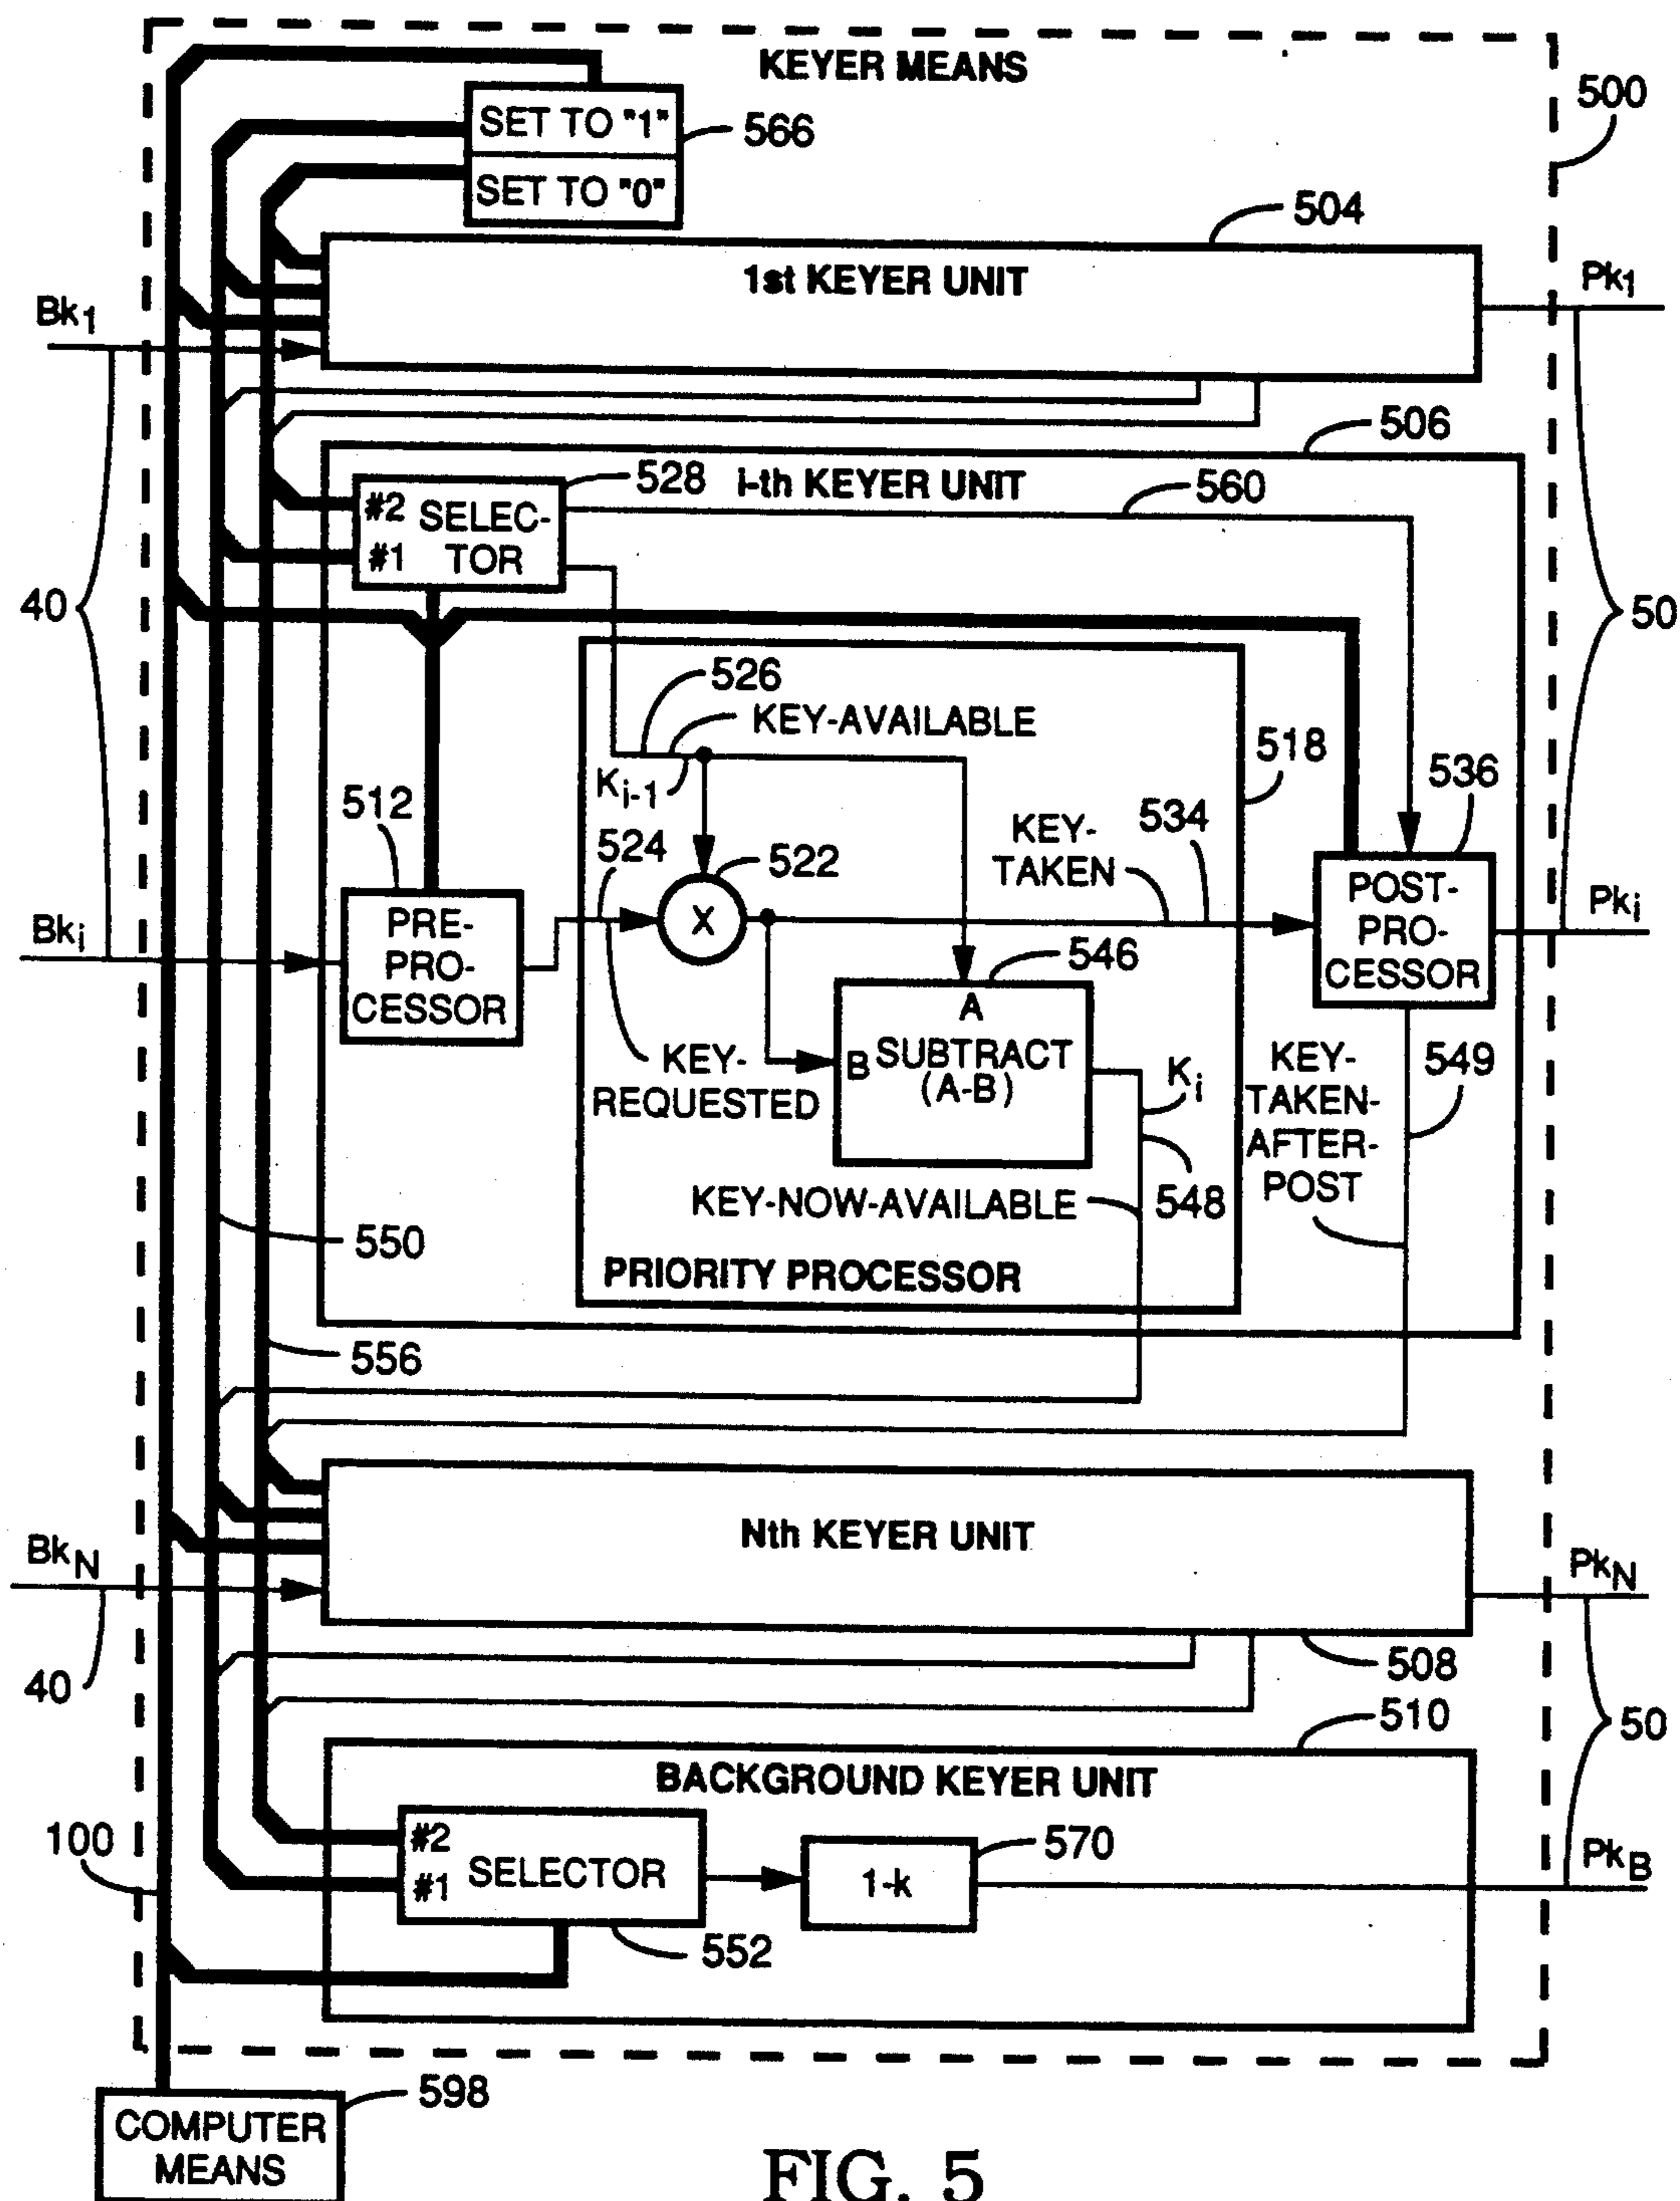 KEYER MEANS
500
SET TO "1"
566
SET TO "0"
504
1st KEYER UNIT
Pk1
Bk1
506
528
i-th KEYER UNIT
560
#2 SELEC-
#1 TOR
40
50
526
KEY-AVAILABLE
518
Ki-1
536
512
KEY-
TAKEN
534
524
522
PRE-
PRO-
CESSOR
X
POST-
PRO-
CESSOR
Bki
Pki
546
A
B SUBTRACT
(A-B)
KEY-
REQUESTED
Ki
KEY-
TAKEN-
AFTER-
POST
549
KEY-NOW-AVAILABLE
548
550
PRIORITY PROCESSOR
556
Nth KEYER UNIT
BkN
PkN
40
508
510
50
BACKGROUND KEYER UNIT
100
#2
#1
SELECTOR
1-k
570
PkB
552
598
COMPUTER
MEANS
FIG. 5